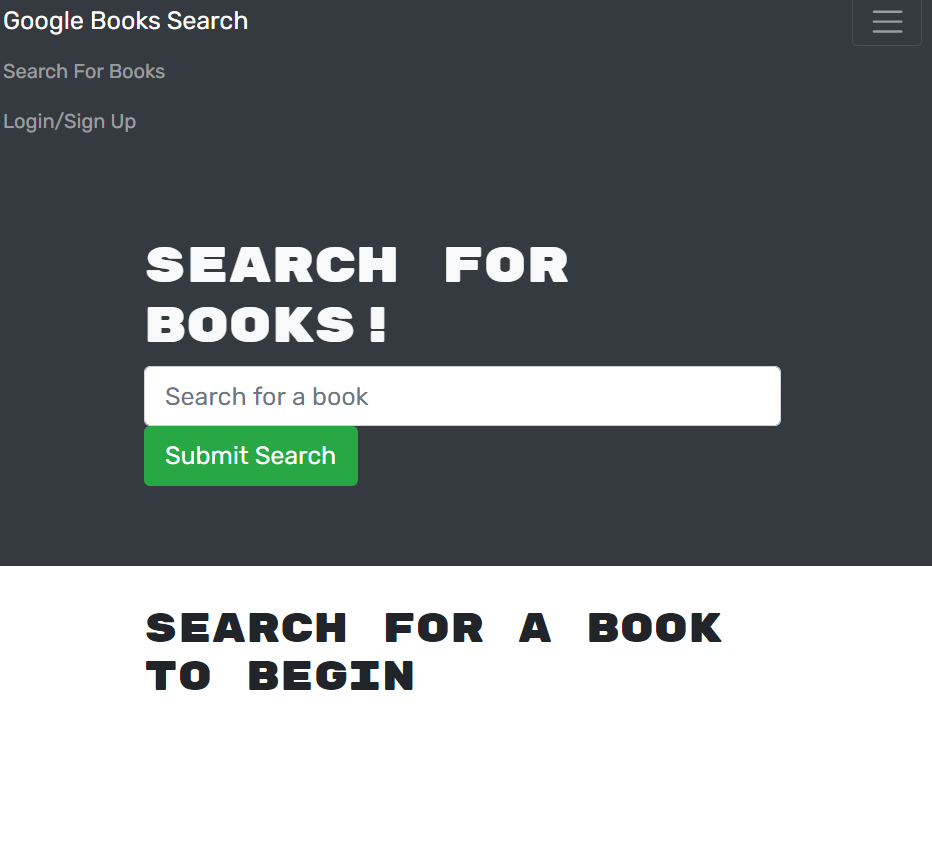 Google Books Search
Search For Books
Login/Sign Up
SEARCH FOR
BOOKS!
Search for a book
Submit Search
SEARCH FOR A BOOK
TO BEGIN